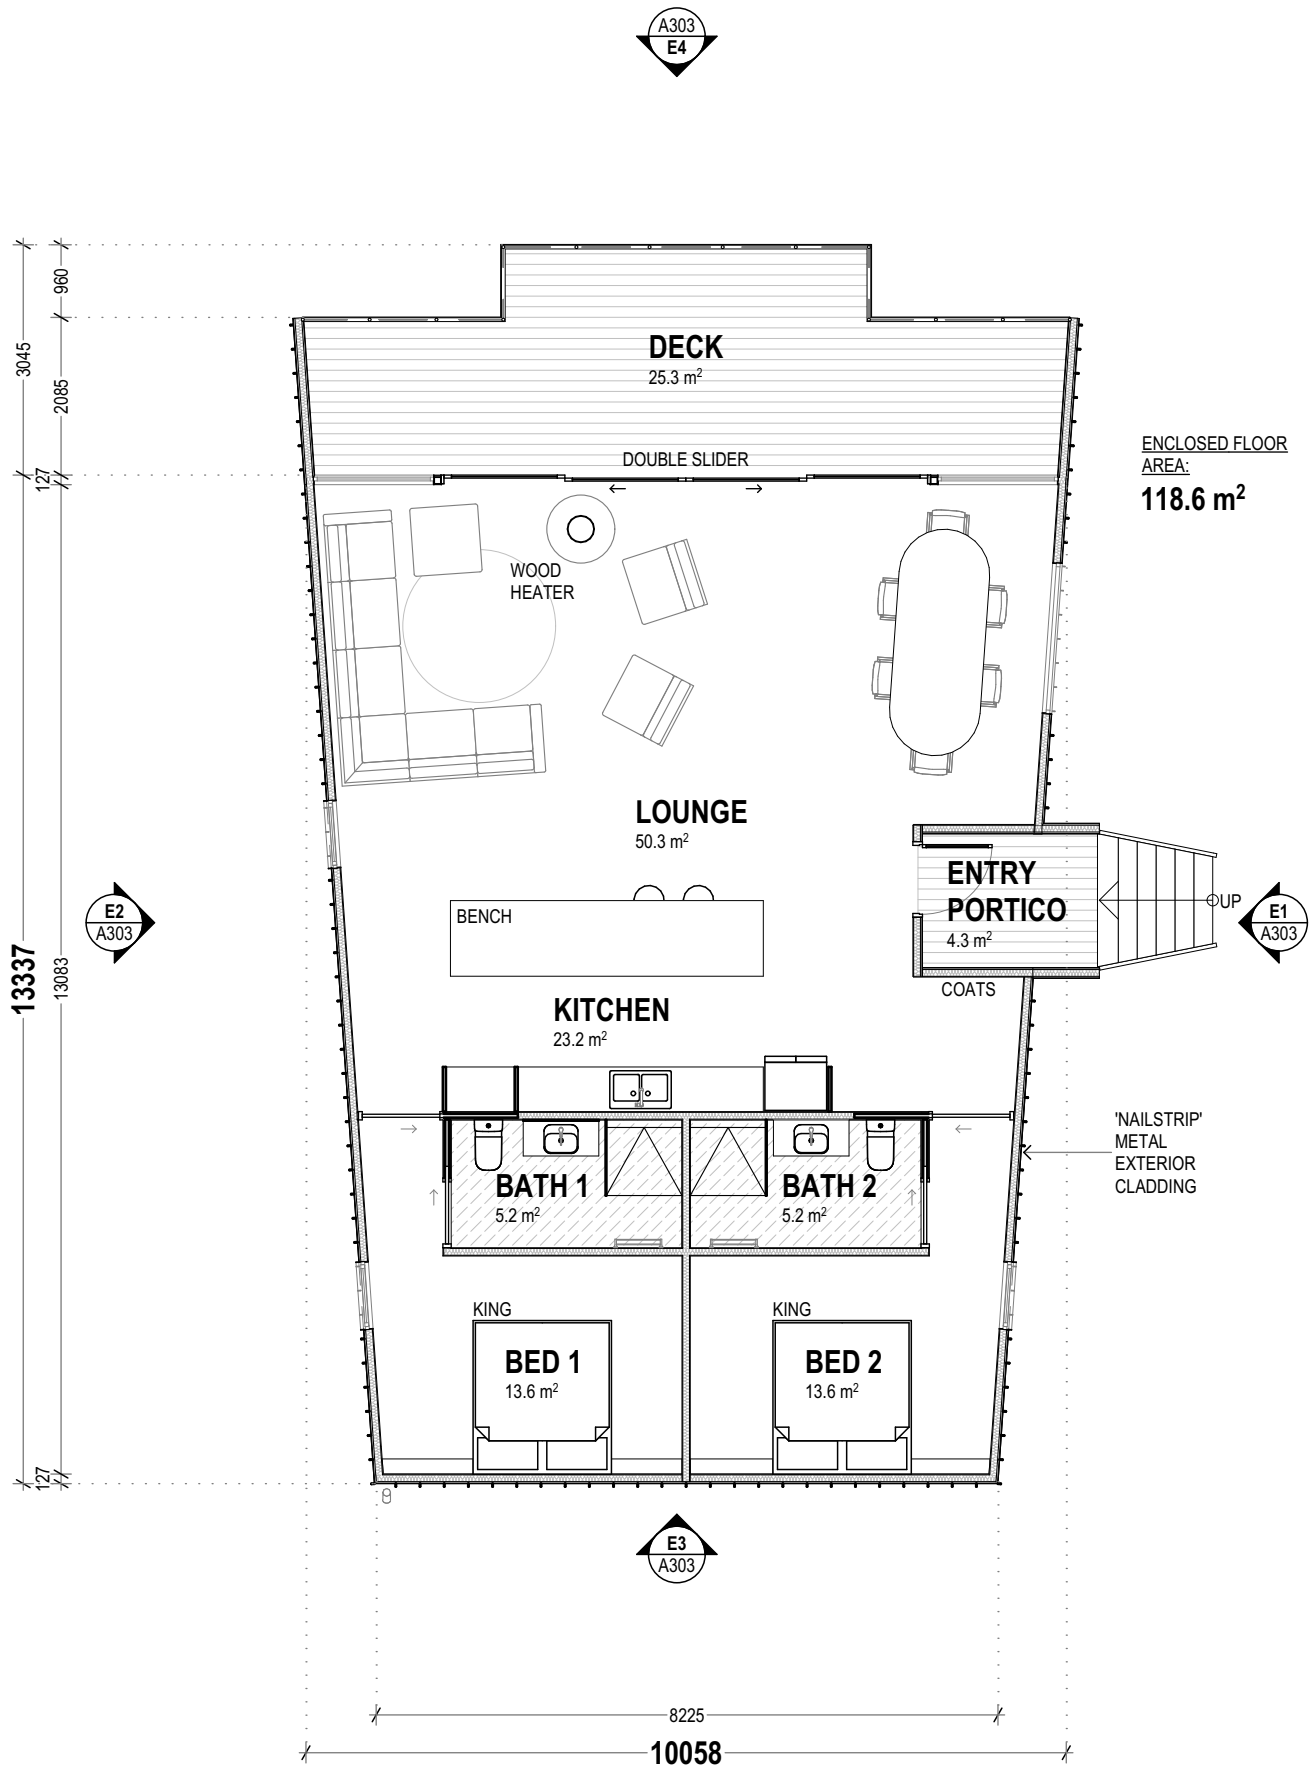 A303
E4
960
3045
2085
127
DECK
25.3 m²
DOUBLE SLIDER
ENCLOSED FLOOR
AREA:
118.6 m²
WOOD
HEATER
LOUNGE
50.3 m²
ENTRY
PORTICO
4.3 m²
UP
E2
A303
E1
A303
BENCH
13337
13083
COATS
KITCHEN
23.2 m²
'NAILSTRIP'
METAL
EXTERIOR
CLADDING
BATH 1
5.2 m²
BATH 2
5.2 m²
KING
KING
BED 1
13.6 m²
BED 2
13.6 m²
127
E3
A303
8225
10058